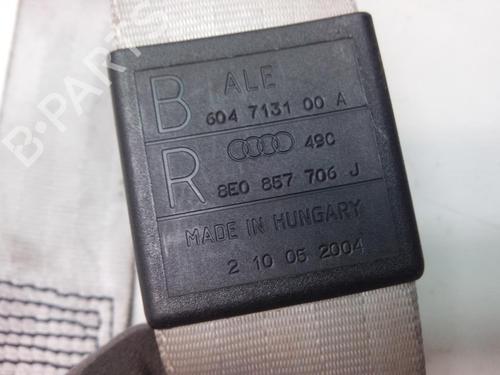 B ALE
604 7131 00 A
R 49C
8E0 857 706 J
MADE IN HUNGARY
2 10 05 2004
B-PARTS